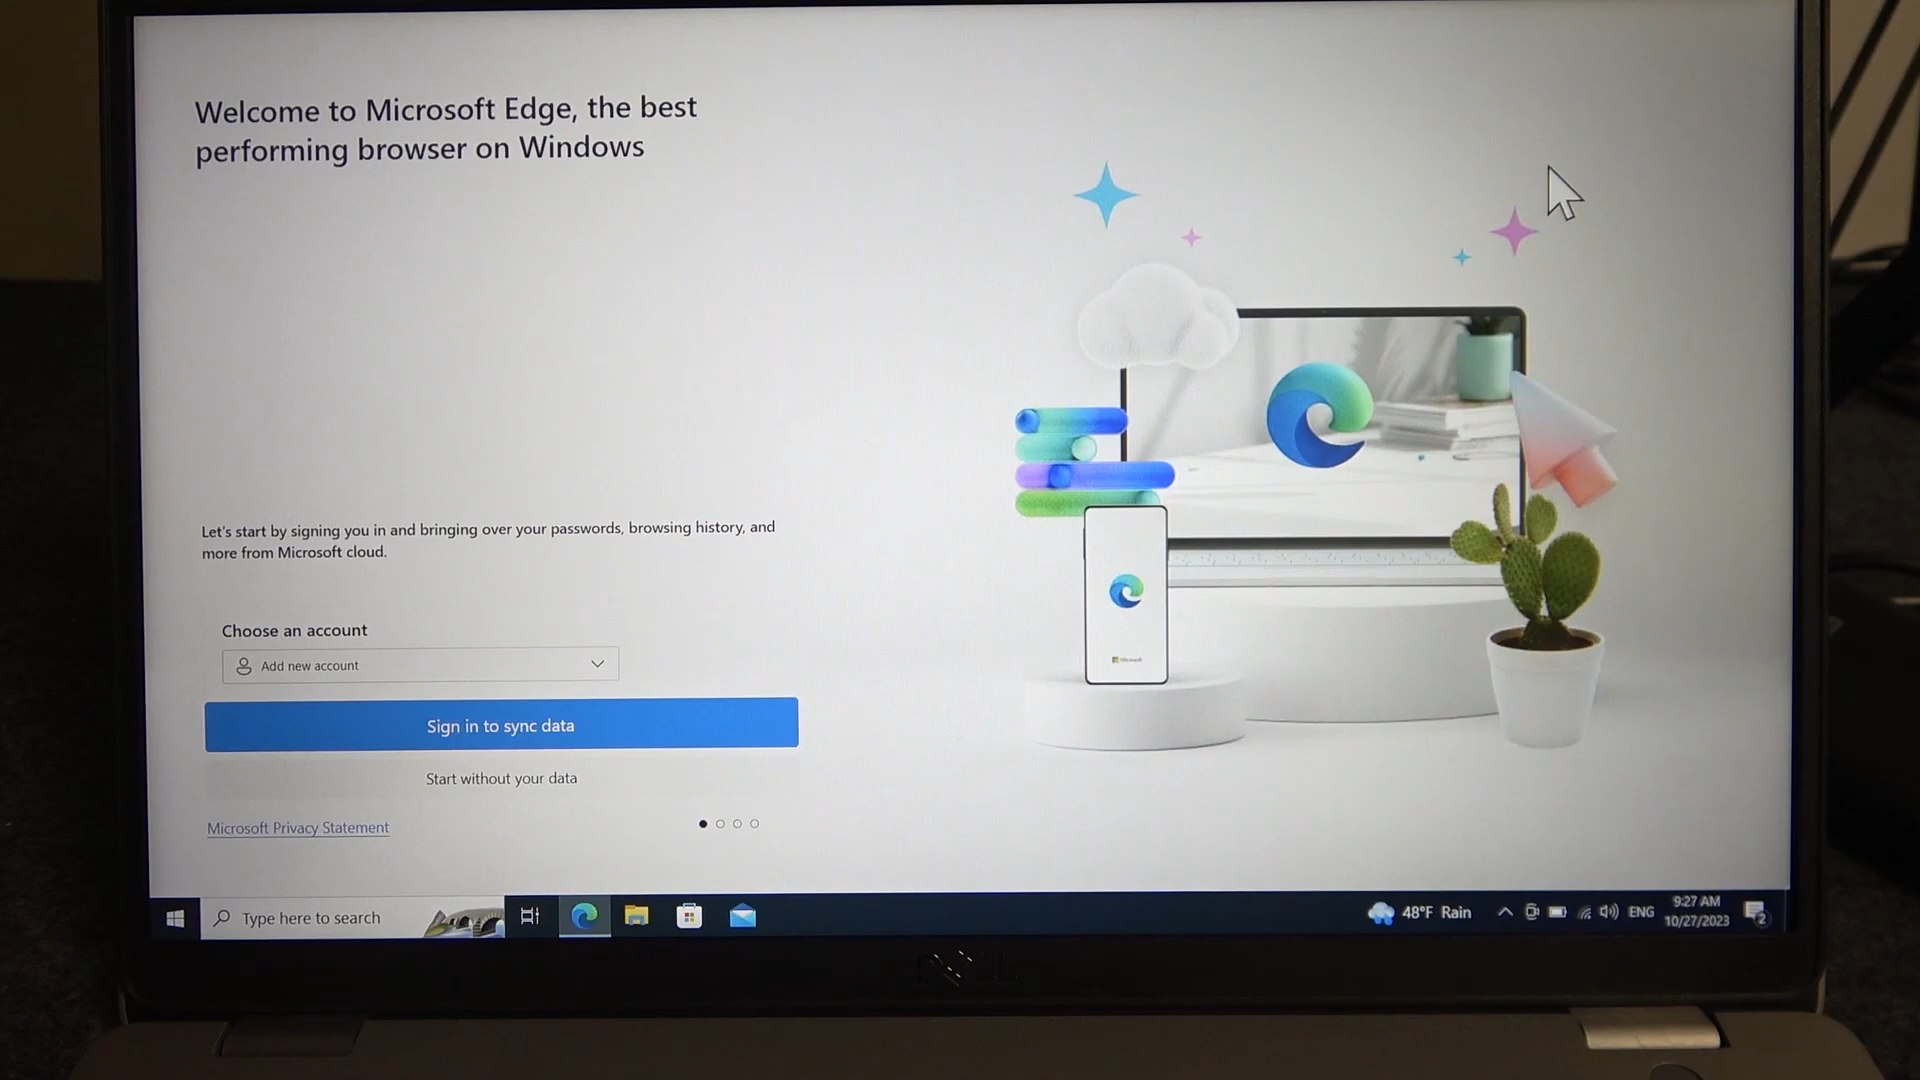 Welcome to Microsoft Edge, the best
performing browser on Windows
Let's start by signing you in and bringing over your passwords, browsing history, and
more from Microsoft cloud.
Choose an account
Add new account
Sign in to sync data
Start without your data
Microsoft Privacy Statement
Microsoft
Type here to search
48°F Rain
ENG
9:27 AM
10/27/2023
2
DELL